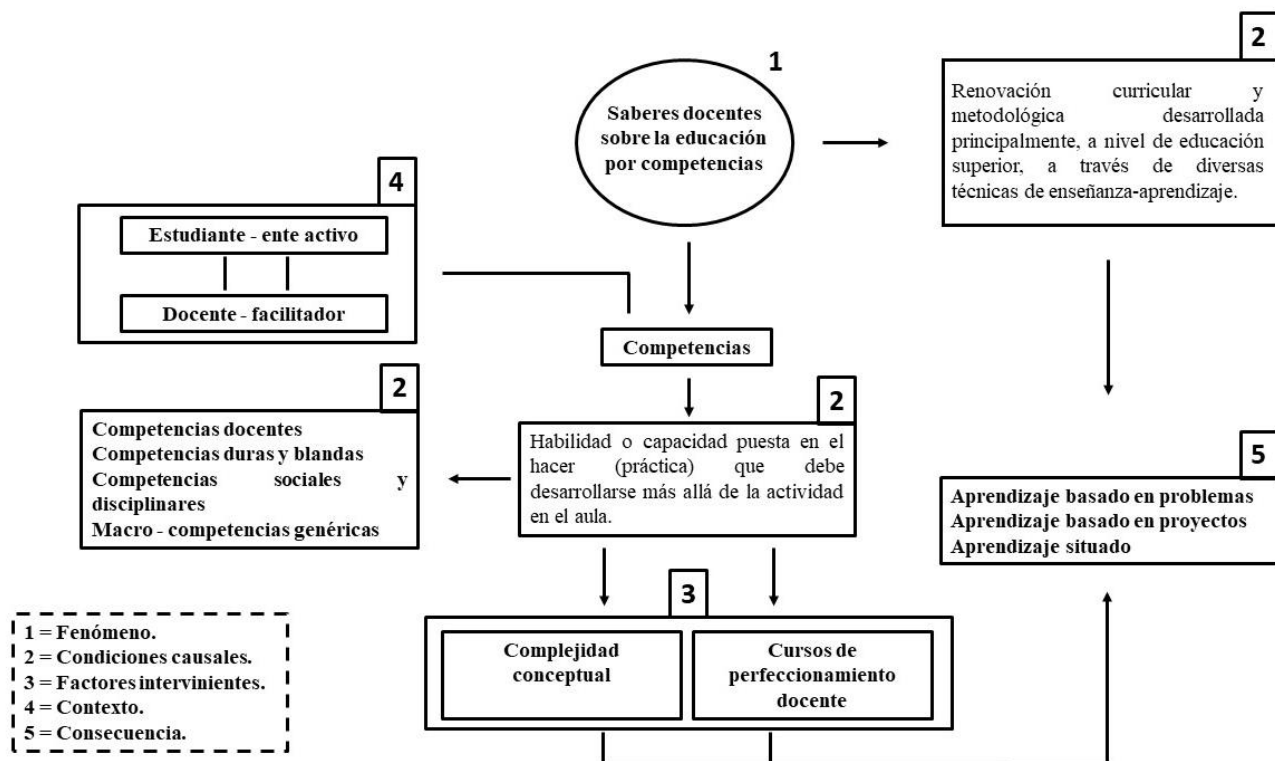 1
Saberes docentes
sobre la educación
por competencias
2
Renovación curricular y
metodológica desarrollada
principalmente, a nivel de educación
superior, a través de diversas
técnicas de enseñanza-aprendizaje.
4
Estudiante - ente activo
Docente - facilitador
Competencias
2
Competencias docentes
Competencias duras y blandas
Competencias sociales y
disciplinares
Macro - competencias genéricas
2
Habilidad o capacidad puesta en el
hacer (práctica) que debe
desarrollarse más allá de la actividad
en el aula.
5
Aprendizaje basado en problemas
Aprendizaje basado en proyectos
Aprendizaje situado
3
Complejidad
conceptual
Cursos de
perfeccionamiento
docente
1 = Fenómeno.
2 = Condiciones causales.
3 = Factores intervinientes.
4 = Contexto.
5 = Consecuencia.